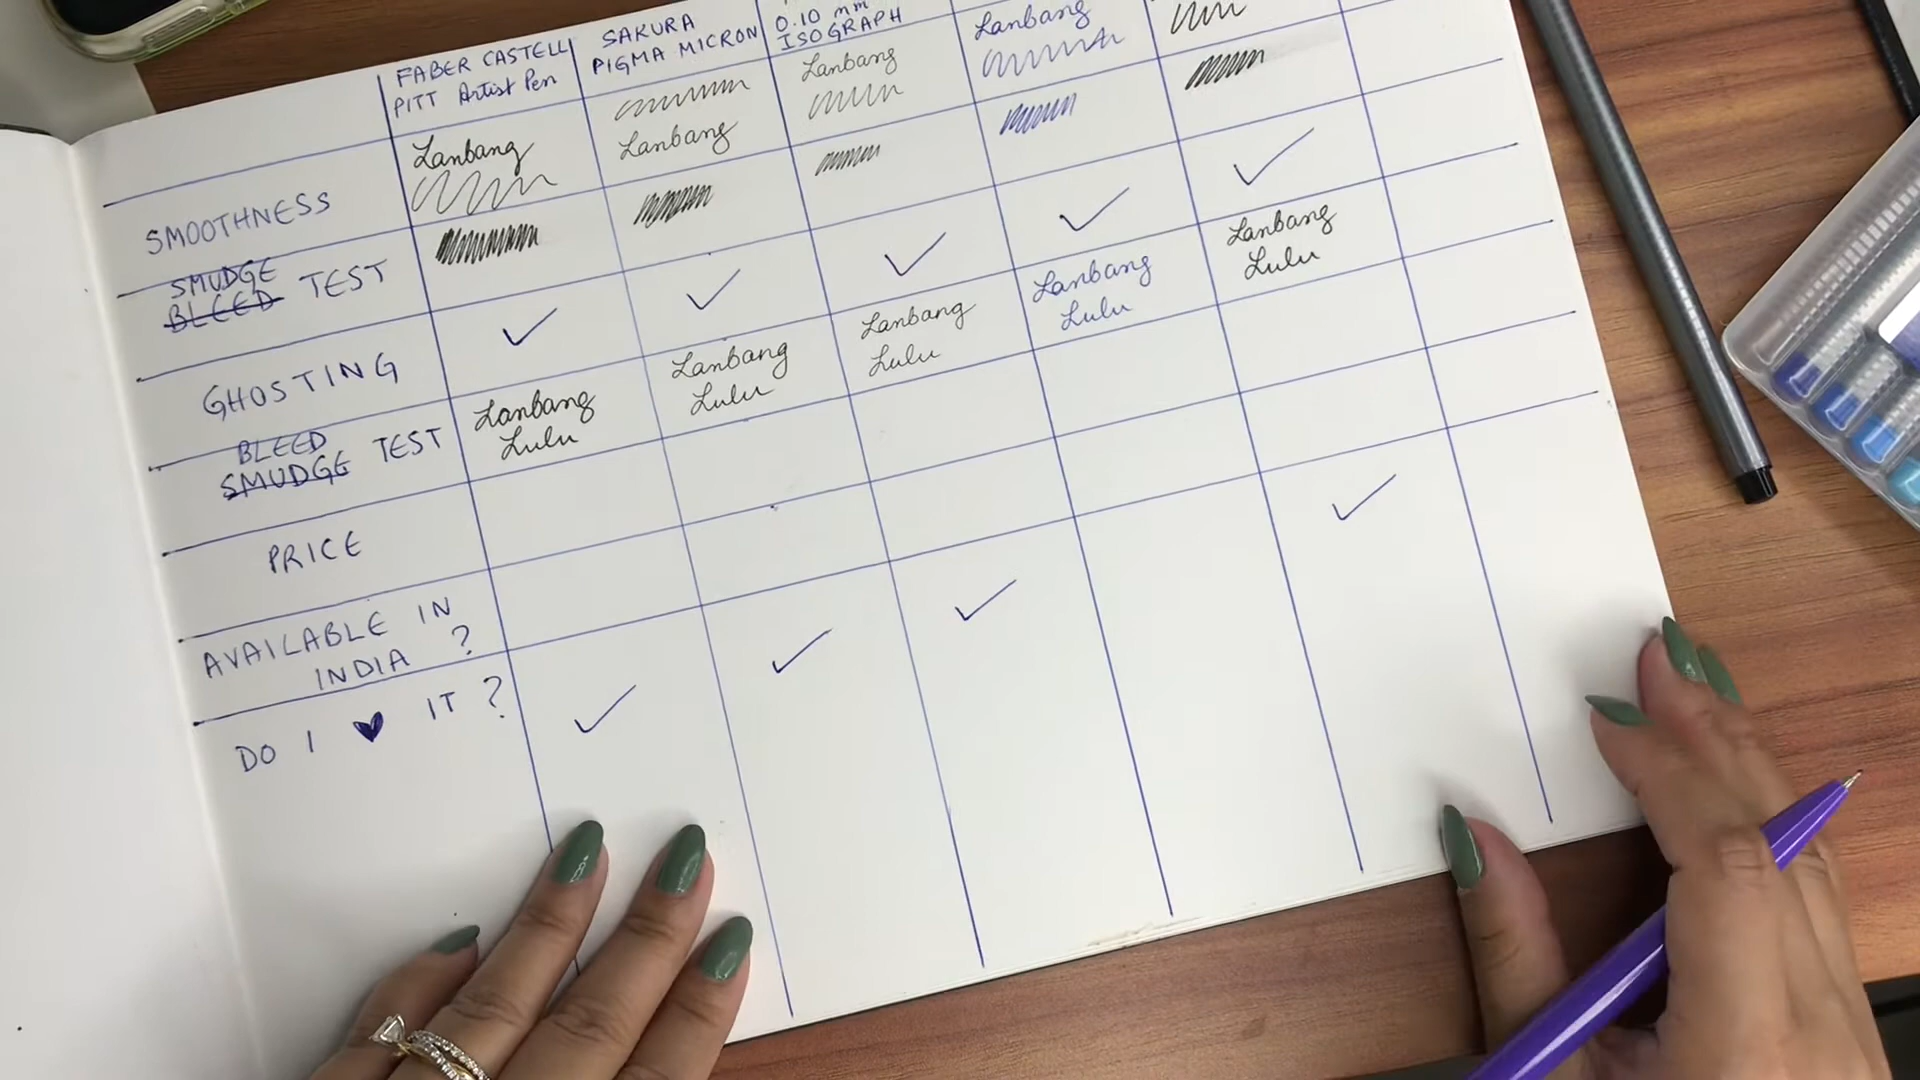 FABER CASTELL
PITT Artist Pen
SAKURA
PIGMA MICRON
0.10 mm
ISOGRAPH
SMOOTHNESS
Lanbang
Lanbang
Lanbang
Lanbang
SMUDGE
BLEED TEST
GHOSTING
BLEED
SMUDGE TEST
Lanbang
Lulu
Lanbang
Lulu
Lanbang
Lulu
Lanbang
Lulu
Lanbang
Lulu
PRICE
AVAILABLE IN
INDIA ?
DO I ♥ IT ?